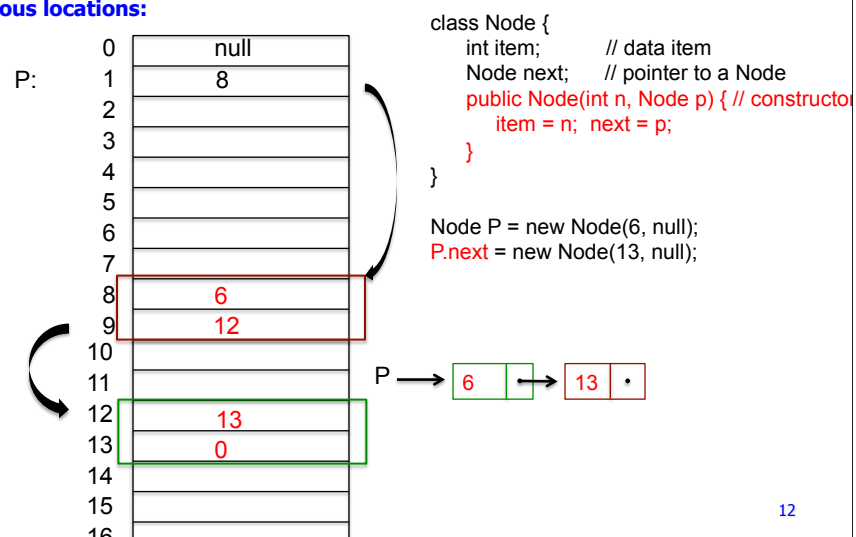 ous locations:
0 null
P: 1 8
2
3
4
5
6
7
8 6
9 12
10
11
12 13
13 0
14
15
16
class Node {
int item; // data item
Node next; // pointer to a Node
public Node(int n, Node p) { // constructor
item = n; next = p;
}
}
Node P = new Node(6, null);
P.next = new Node(13, null);
P 6 13
12